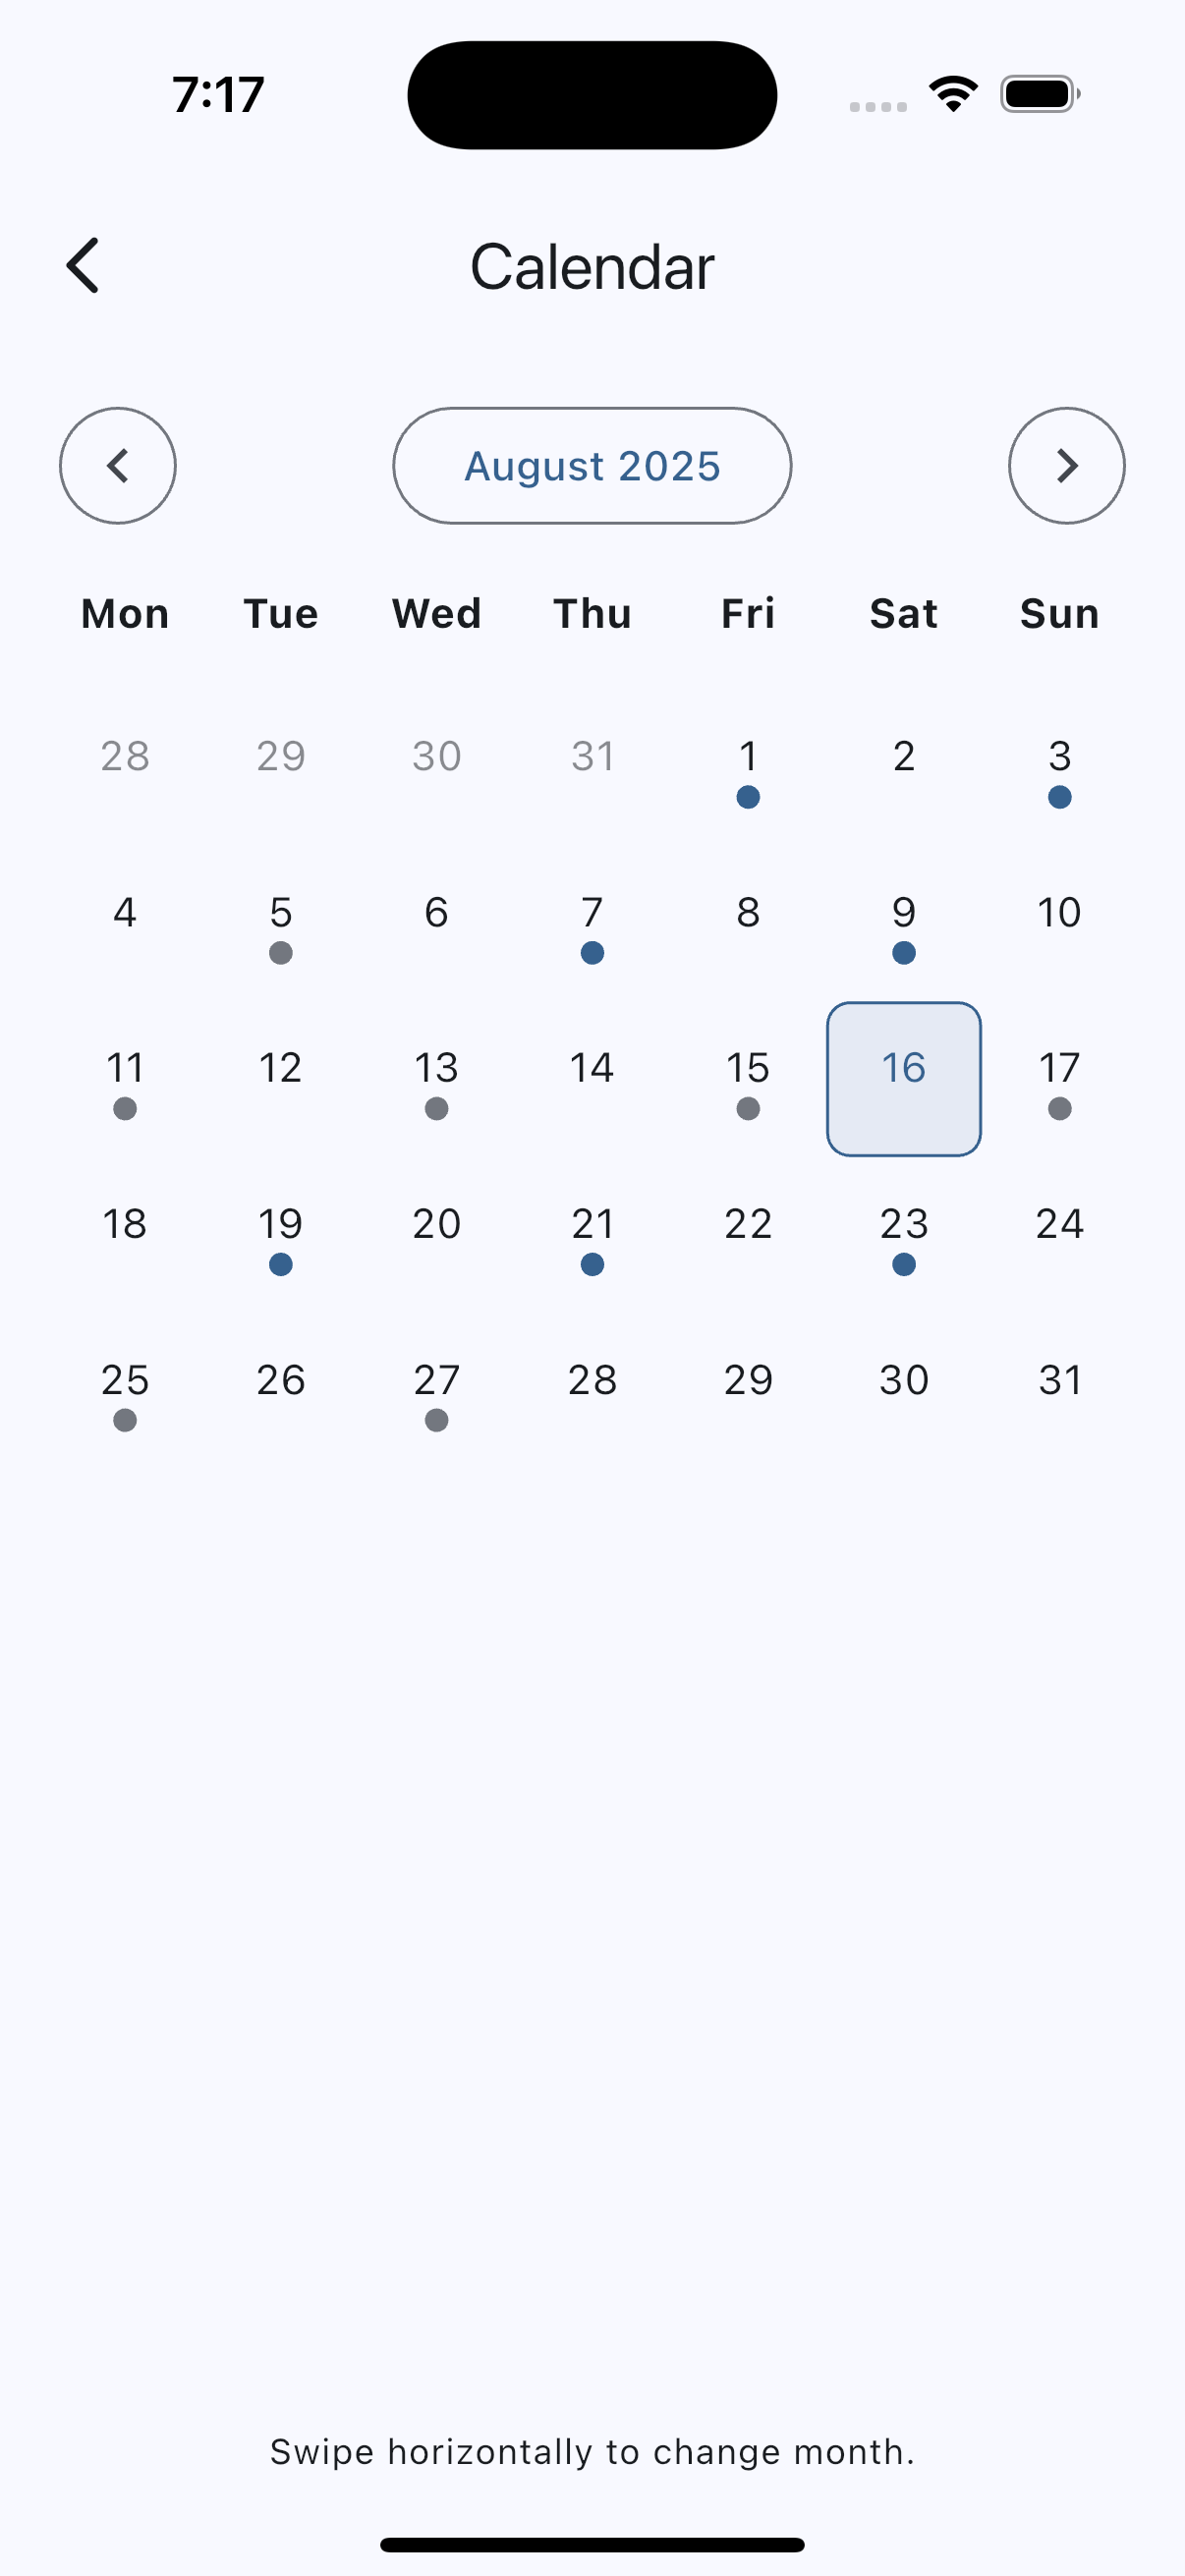 7:17
Calendar
August 2025
Mon Tue Wed Thu Fri Sat Sun
28 29 30 31 1 2 3
4 5 6 7 8 9 10
11 12 13 14 15 16 17
18 19 20 21 22 23 24
25 26 27 28 29 30 31
Swipe horizontally to change month.